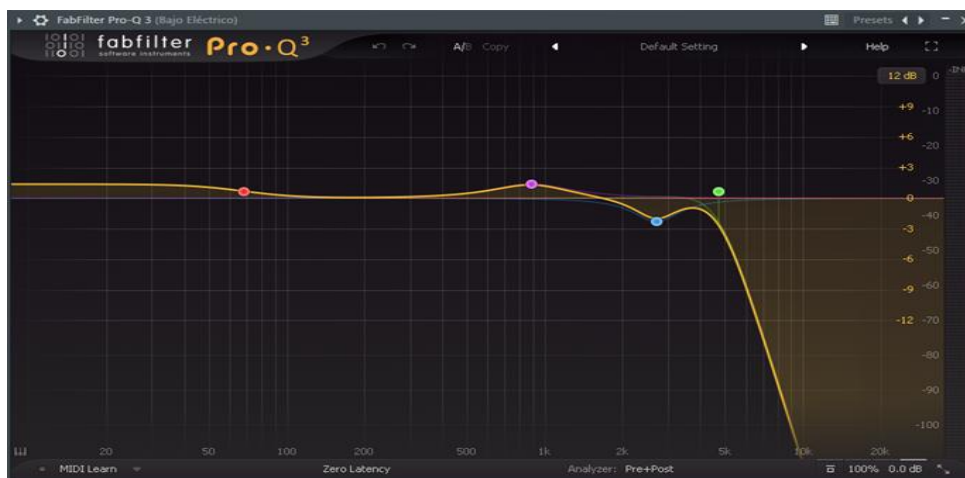 FabFilter Pro-Q 3 (Bajo Eléctrico) Presets
fabfilter Pro·Q³
software instruments
A/B Copy Default Setting Help
12 dB 0 -INF
+9 -10
+6 -20
+3 -30
0 -40
-3 -50
-6 -60
-9
-12 -70
-80
-90
-100
20 50 100 200 500 1k 2k 5k 10k 20k
MIDI Learn Zero Latency Analyzer: Pre+Post 100% 0.0 dB